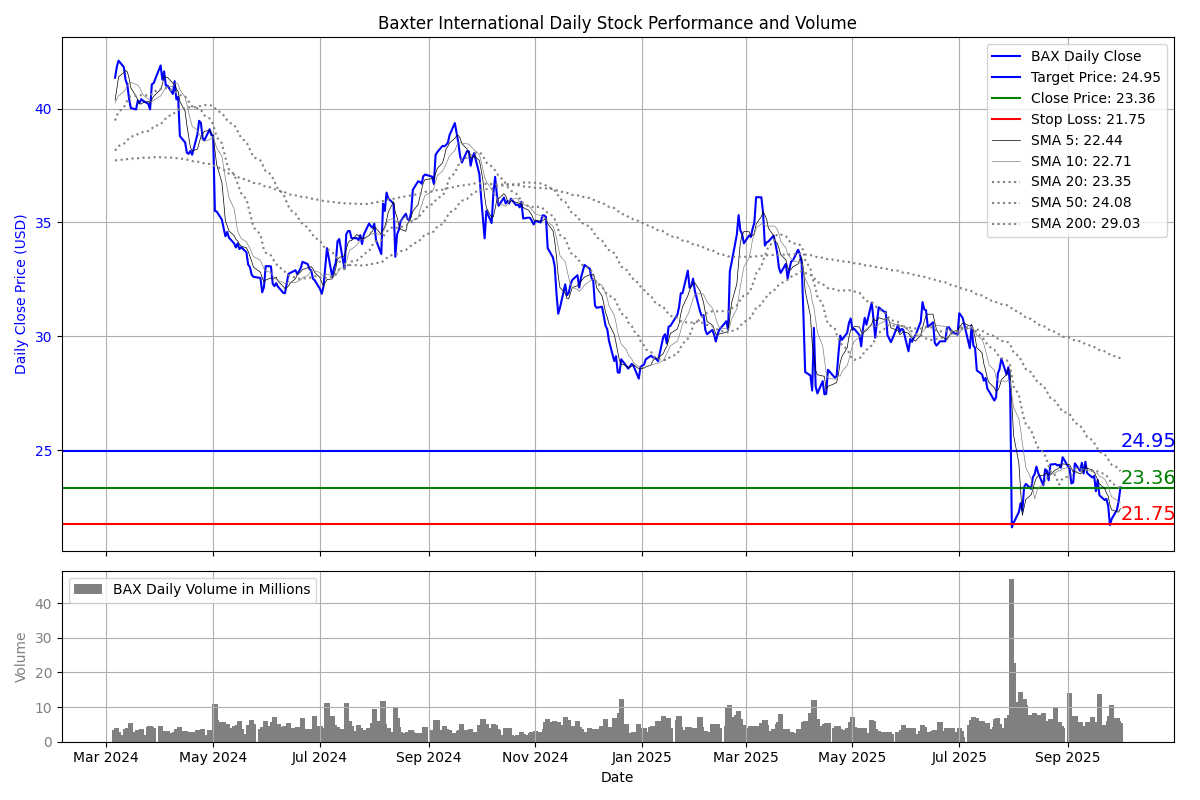 Baxter International Daily Stock Performance and Volume
Daily Close Price (USD)
40
35
30
25
BAX Daily Close
Target Price: 24.95
Close Price: 23.36
Stop Loss: 21.75
SMA 5: 22.44
SMA 10: 22.71
SMA 20: 23.35
SMA 50: 24.08
SMA 200: 29.03
24.95
23.36
21.75
BAX Daily Volume in Millions
Volume
40
30
20
10
0
Mar 2024 May 2024 Jul 2024 Sep 2024 Nov 2024 Jan 2025 Mar 2025 May 2025 Jul 2025 Sep 2025
Date